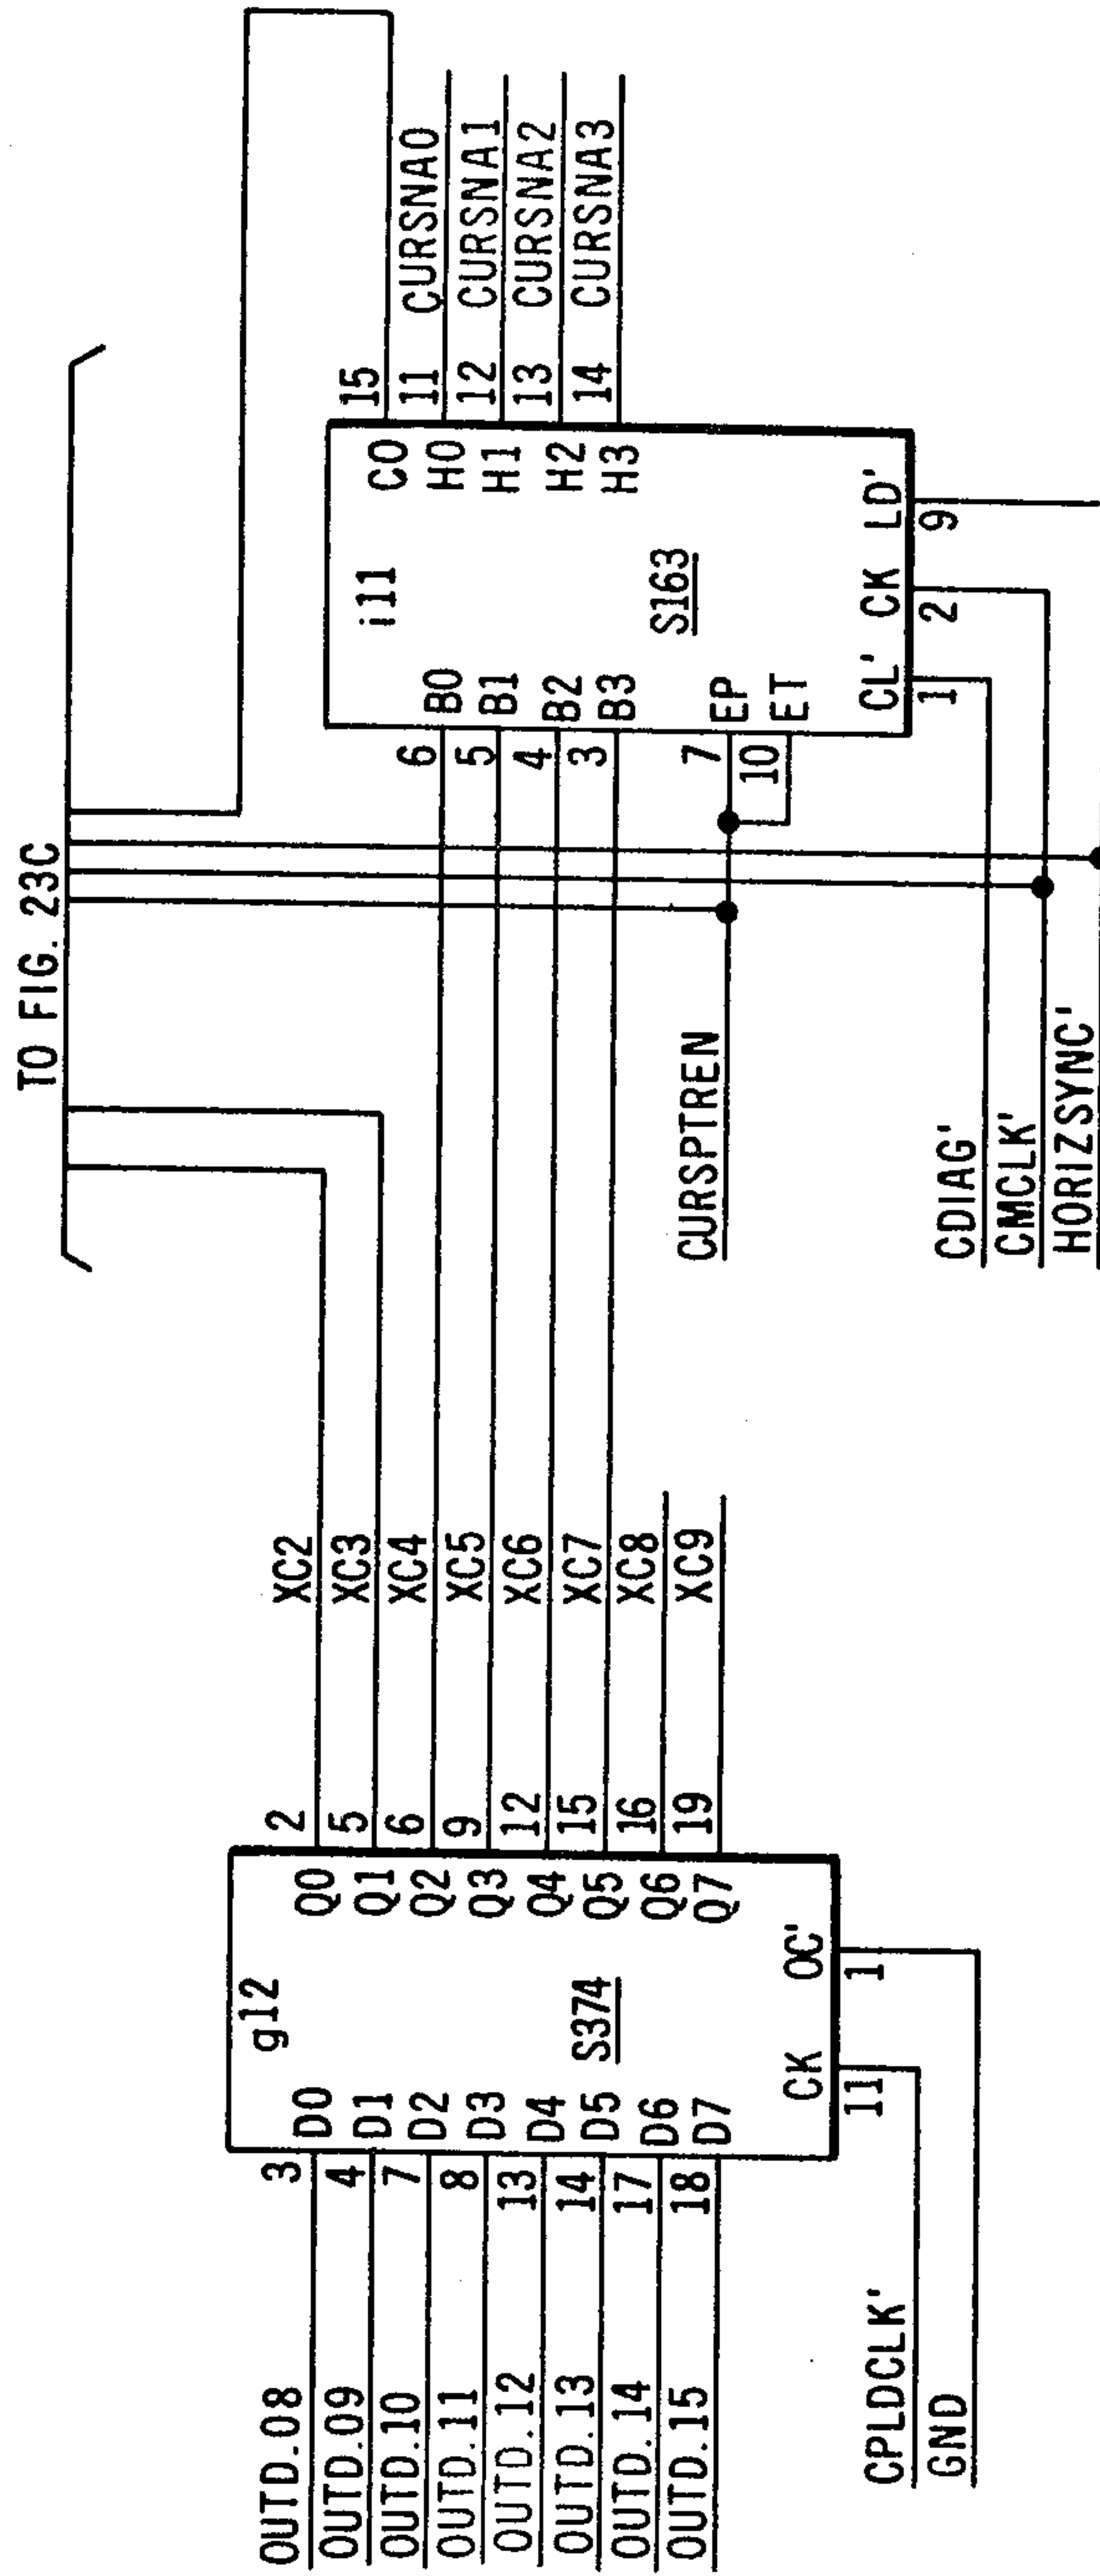 TO FIG. 23C
g12
S374
OUTD.08 3 D0 Q0 2 XC2
OUTD.09 4 D1 Q1 5 XC3
OUTD.10 7 D2 Q2 6 XC4
OUTD.11 8 D3 Q3 9 XC5
OUTD.12 13 D4 Q4 12 XC6
OUTD.13 14 D5 Q5 15 XC7
OUTD.14 17 D6 Q6 16 XC8
OUTD.15 18 D7 Q7 19 XC9
CK OC'
11 1
CPLDCLK'
GND
i11
S163
CO 15
6 B0 H0 11 CURSNA0
5 B1 H1 12 CURSNA1
4 B2 H2 13 CURSNA2
3 B3 H3 14 CURSNA3
CURSPTREN 7 EP
10 ET
CL' CK LD'
1 2 9
CDIAG'
CMCLK'
HORIZSYNC'